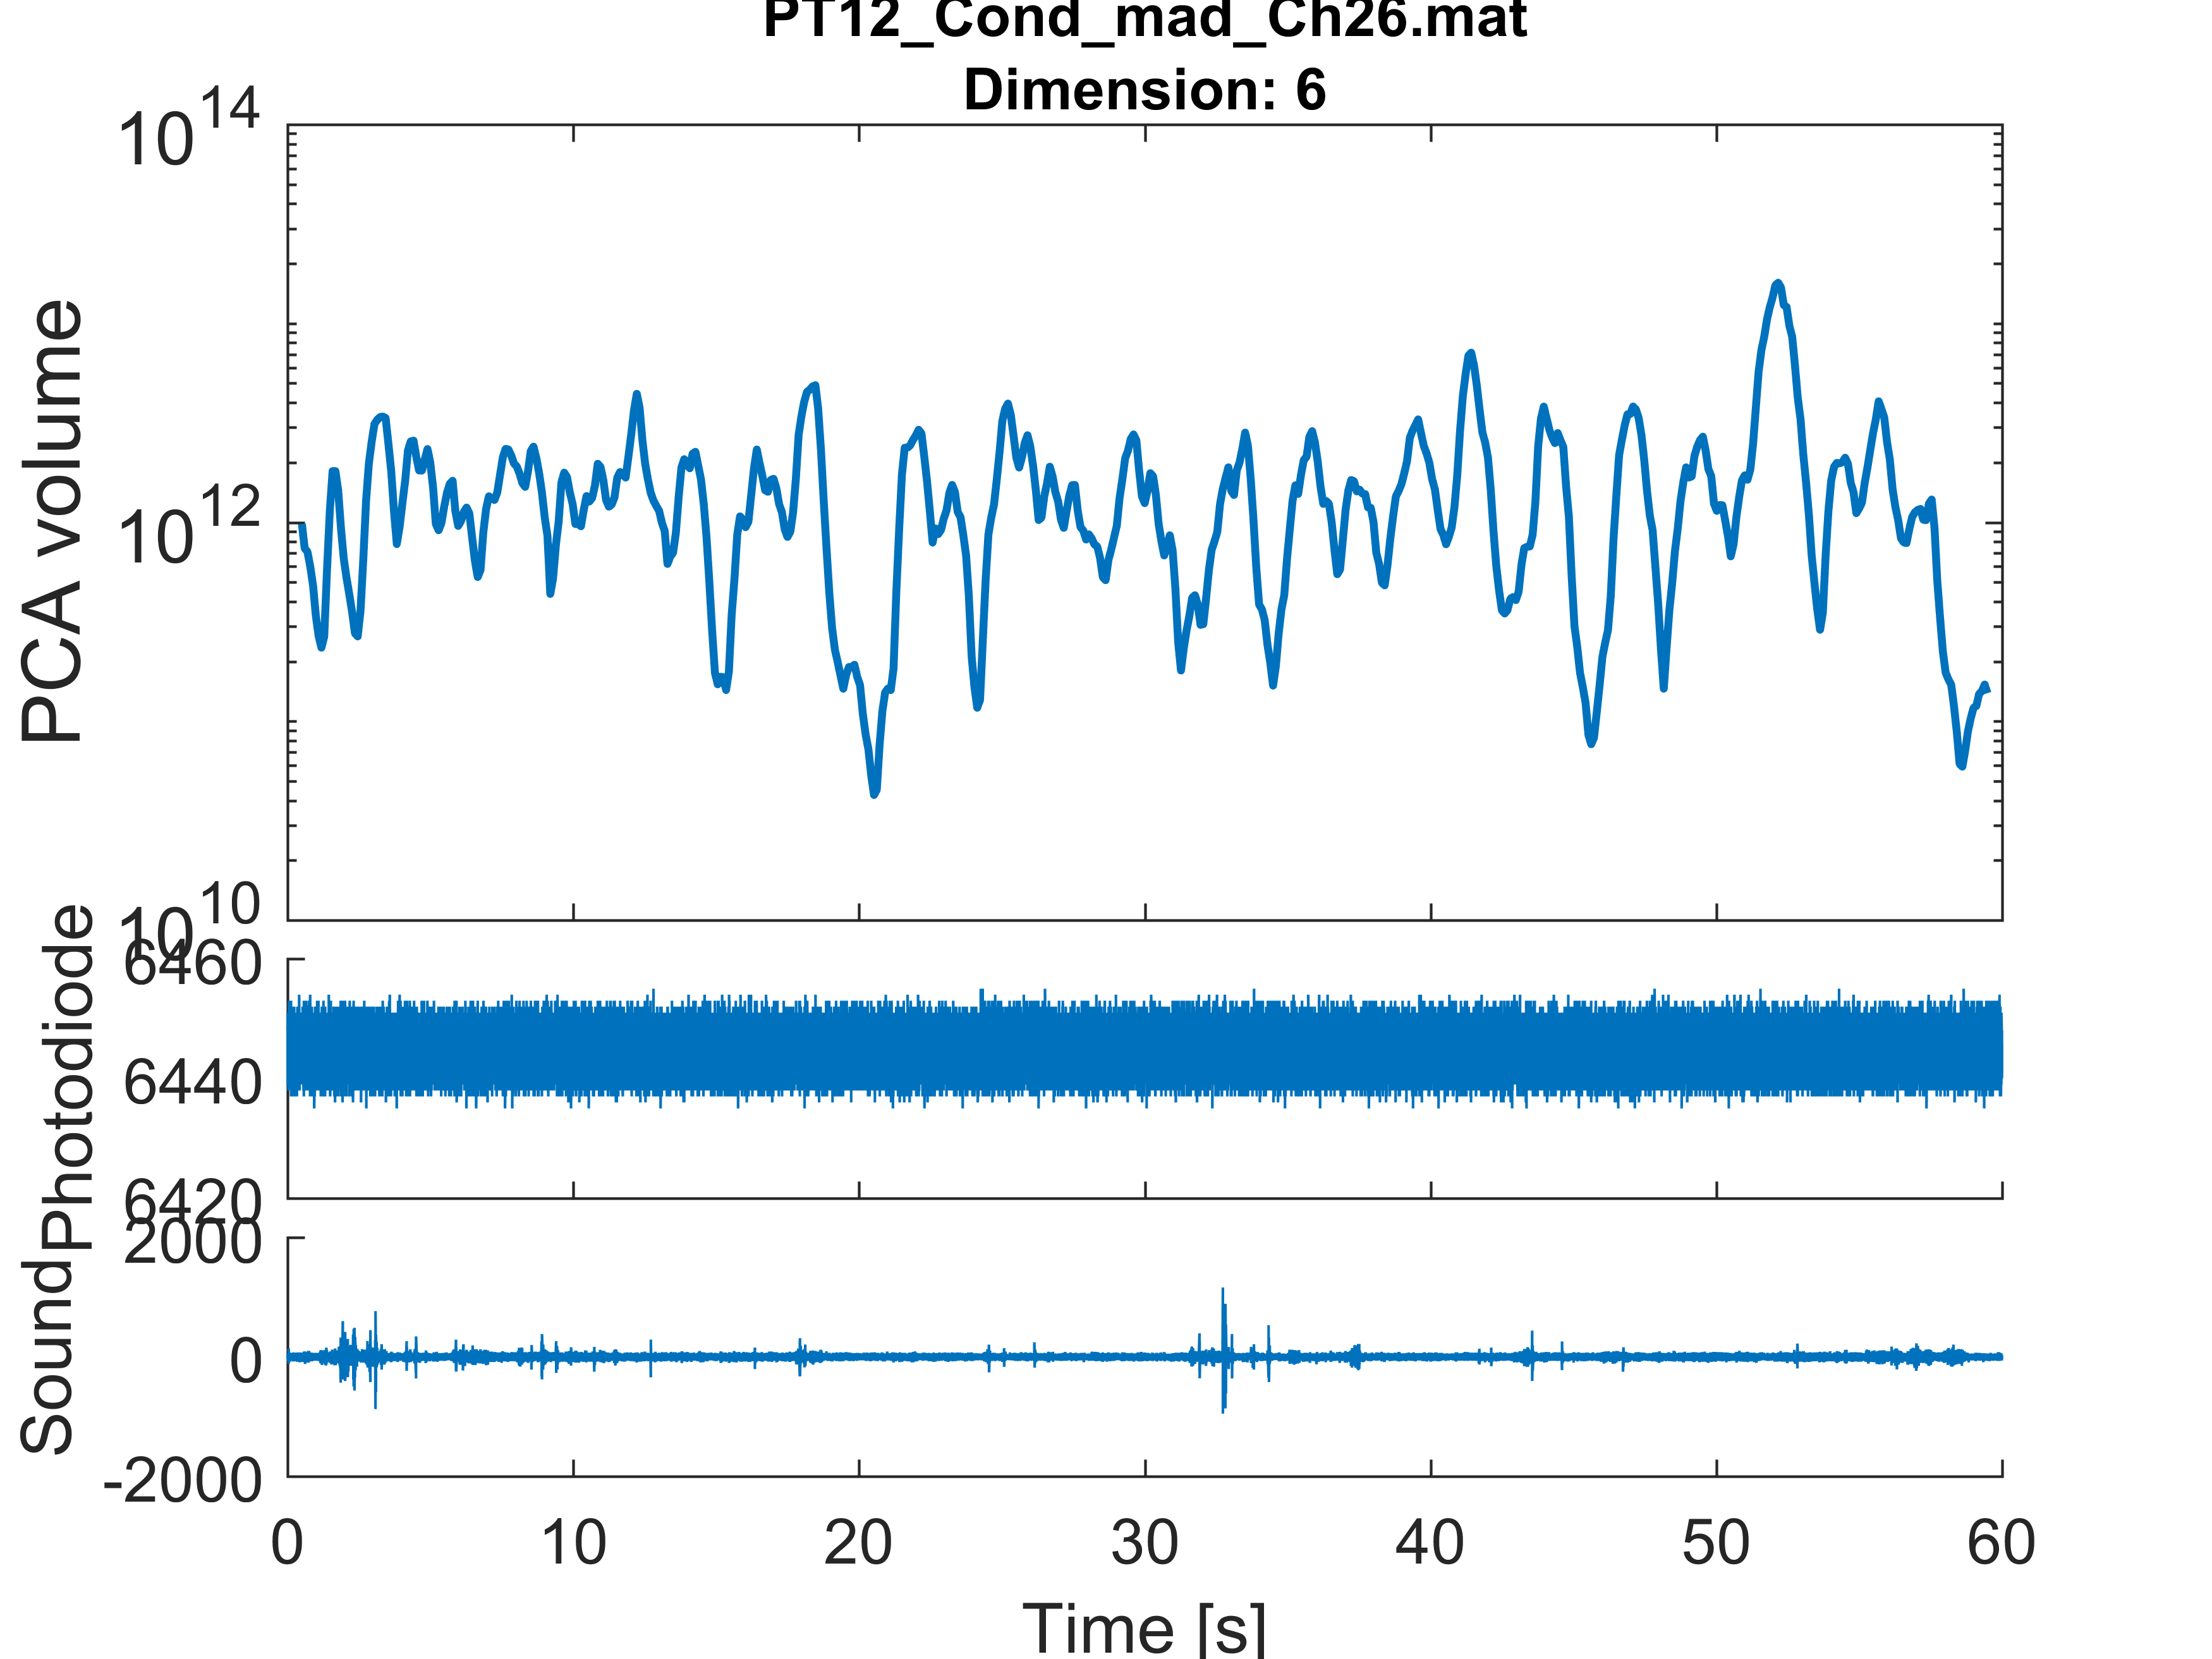 PT12_Cond_mad_Ch26.mat
Dimension: 6
10^14
10^12
10^10
PCA volume
6460
6440
6420
Photodiode
2000
0
-2000
Sound
0 10 20 30 40 50 60
Time [s]